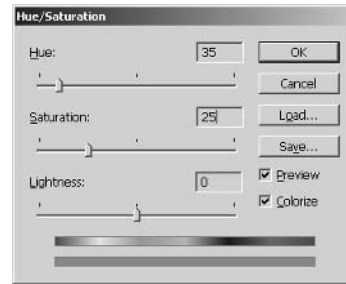 Hue/Saturation
Hue: 35
OK
Cancel
Saturation: 25
Load...
Save...
Lightness: 0
Preview
Colorize